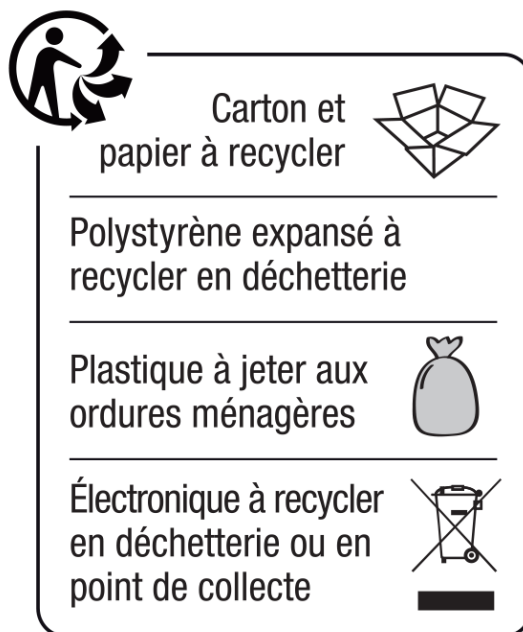 Carton et
papier à recycler
Polystyrène expansé à
recycler en déchetterie
Plastique à jeter aux
ordures ménagères
Électronique à recycler
en déchetterie ou en
point de collecte